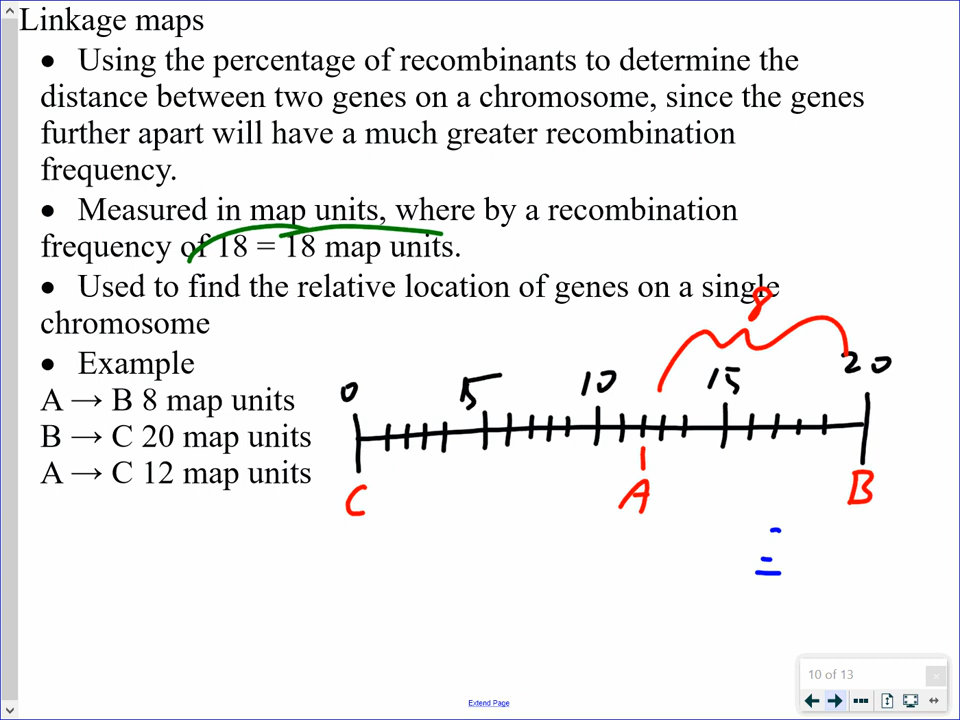 Linkage maps
• Using the percentage of recombinants to determine the
distance between two genes on a chromosome, since the genes
further apart will have a much greater recombination
frequency.
• Measured in map units, where by a recombination
frequency of 18 = 18 map units.
• Used to find the relative location of genes on a single
chromosome
• Example
A → B 8 map units
B → C 20 map units
A → C 12 map units
8
0 5 10 15 20
C A B
10 of 13
Extend Page